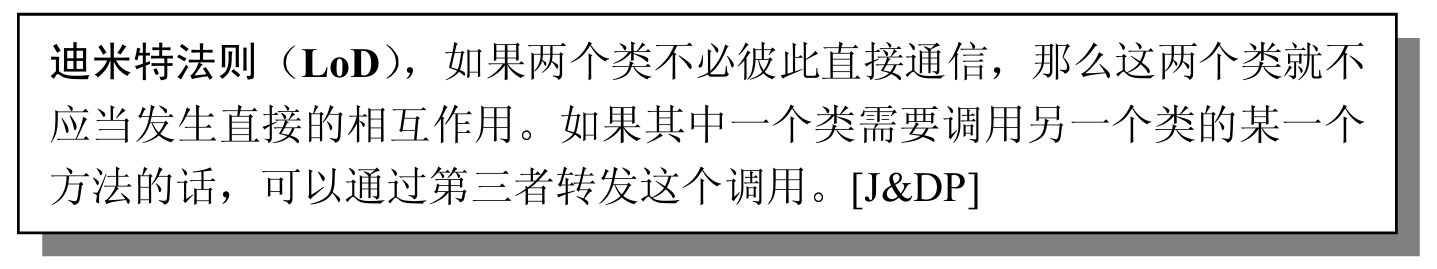 迪米特法则（LoD），如果两个类不必彼此直接通信，那么这两个类就不
应当发生直接的相互作用。如果其中一个类需要调用另一个类的某一个
方法的话，可以通过第三者转发这个调用。[J&DP]